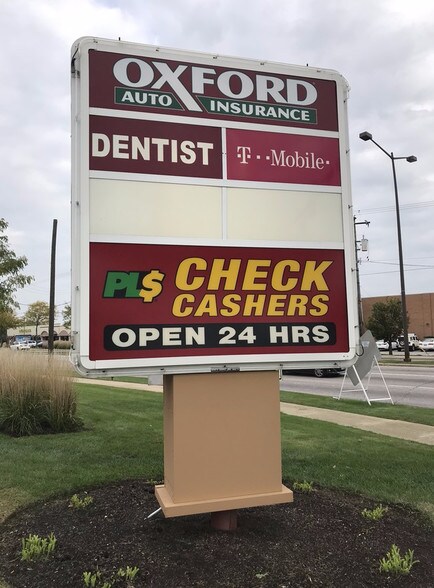 OXFORD
AUTO INSURANCE
DENTIST
T··Mobile·
PL$ CHECK
CASHERS
OPEN 24 HRS